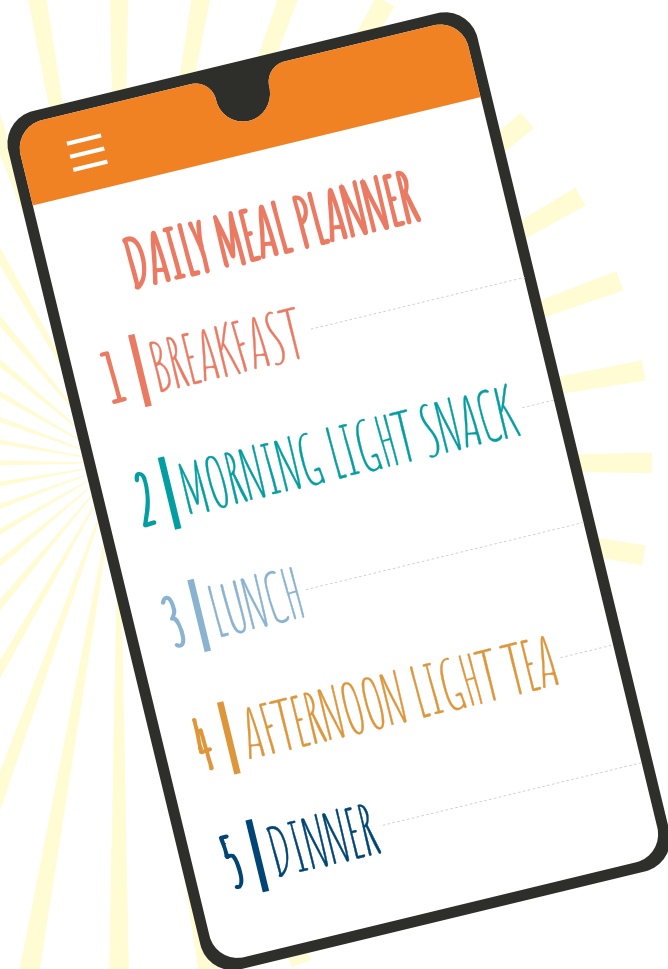 DAILY MEAL PLANNER
1 | BREAKFAST
2 | MORNING LIGHT SNACK
3 | LUNCH
4 | AFTERNOON LIGHT TEA
5 | DINNER